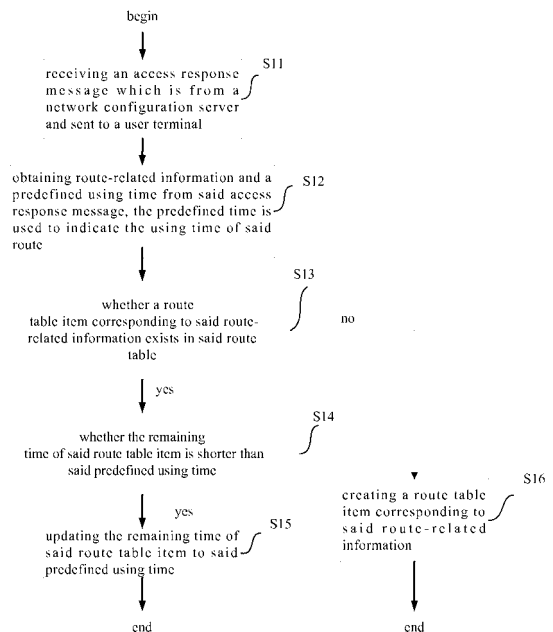 begin
S11
receiving an access response
message which is from a
network configuration server
and sent to a user terminal
S12
obtaining route-related information and a
predefined using time from said access
response message, the predefined time is
used to indicate the using time of said
route
S13
whether a route
table item corresponding to said route-
related information exists in said route
table
no
yes
S14
whether the remaining
time of said route table item is shorter than
said predefined using time
yes
S15
updating the remaining time of
said route table item to said
predefined using time
end
S16
creating a route table
item corresponding to
said route-related
information
end